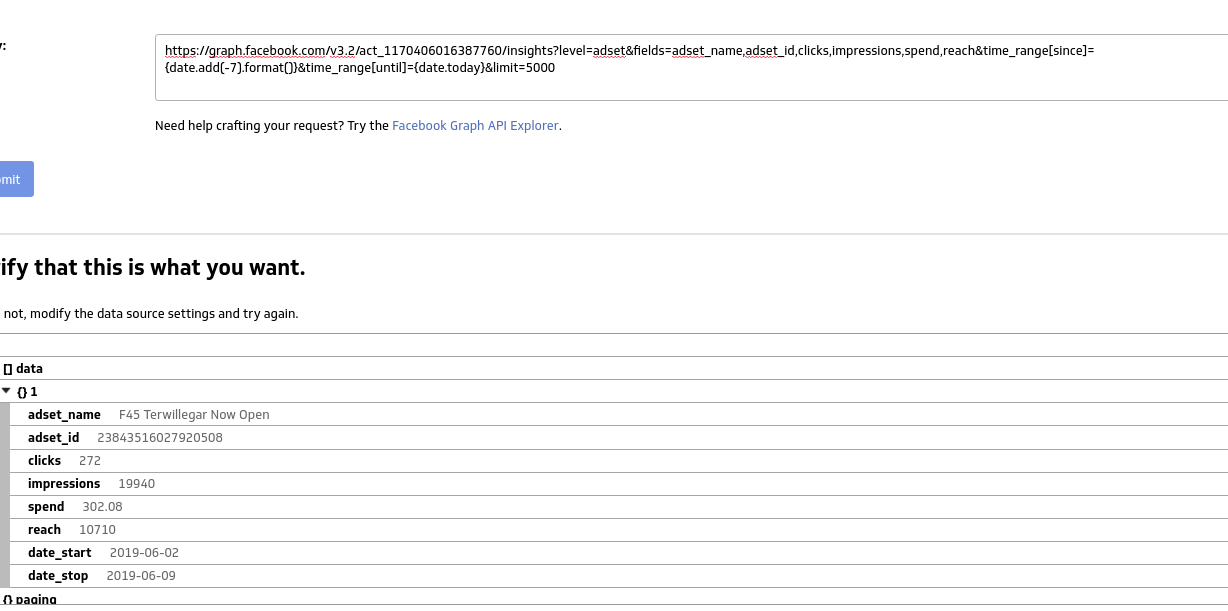 y:
https://graph.facebook.com/v3.2/act_1170406016387760/insights?level=adset&fields=adset_name,adset_id,clicks,impressions,spend,reach&time_range[since]=
{date.add(-7).format()}&time_range[until]={date.today}&limit=5000
Need help crafting your request? Try the Facebook Graph API Explorer.
mit
ify that this is what you want.
not, modify the data source settings and try again.
[] data
{} 1
adset_name F45 Terwillegar Now Open
adset_id 23843516027920508
clicks 272
impressions 19940
spend 302.08
reach 10710
date_start 2019-06-02
date_stop 2019-06-09
{} paging